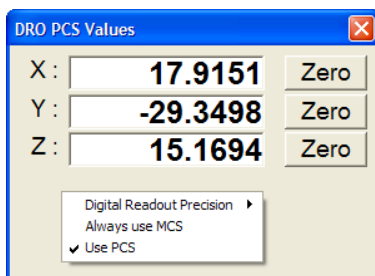 DRO PCS Values
X : 17.9151 Zero
Y : -29.3498 Zero
Z : 15.1694 Zero
Digital Readout Precision
Always use MCS
Use PCS